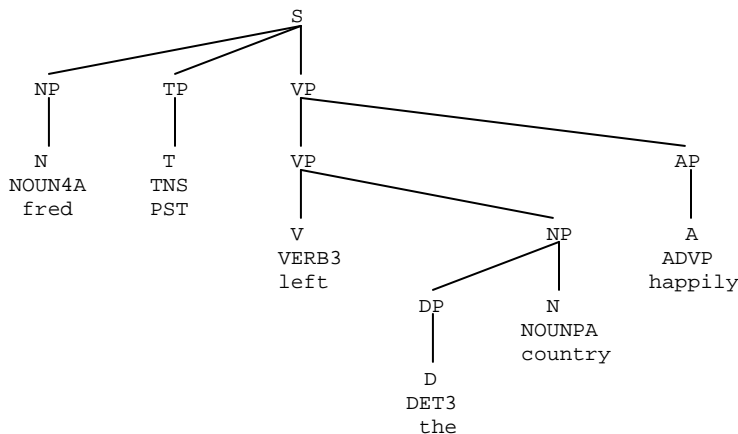 S
NP TP VP
N T VP AP
NOUN4A TNS
fred PST
V NP A
VERB3 ADVP
left happily
DP N
NOUNPA
country
D
DET3
the